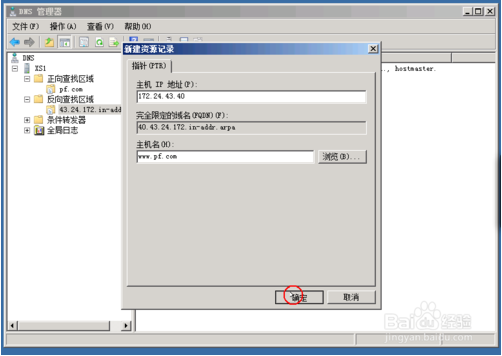 DNS 管理器
文件(F) 操作(A) 查看(V) 帮助(H)
DNS
XS1
正向查找区域
pf.com
反向查找区域
43.24.172.in-add
条件转发器
全局日志
., hostmaster.
新建资源记录
指针(PTR)
主机 IP 地址(P):
172.24.43.40
完全限定的域名(FQDN)(F):
40.43.24.172.in-addr.arpa
主机名(H):
www.pf.com
浏览(B)...
确定
取消
Baidu 经验
jingyan.baidu.com